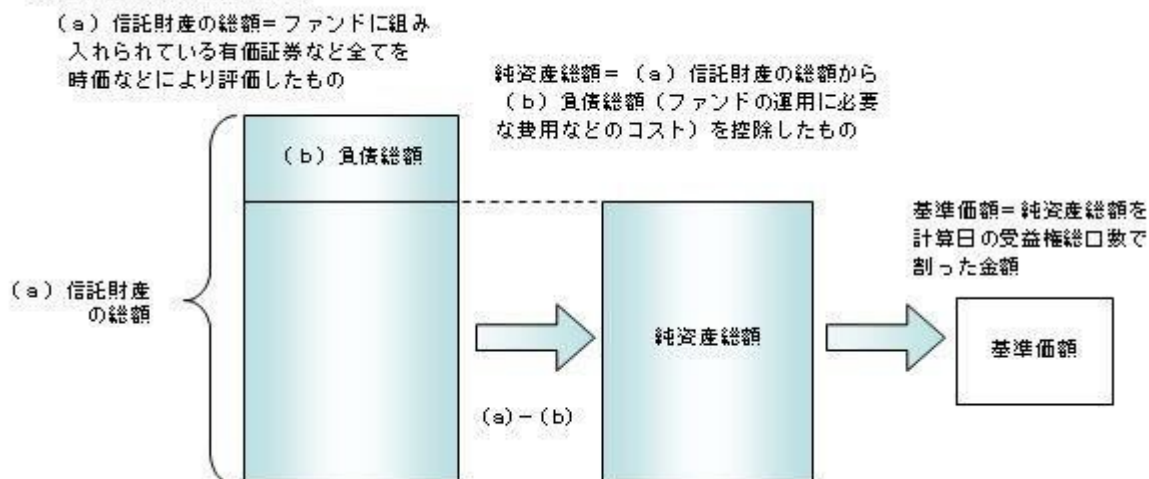 (a)信託財産の総額=ファンドに組み
入れられている有価証券など全てを
時価などにより評価したもの
純資産総額=(a)信託財産の総額から
(b)負債総額(ファンドの運用に必要
な費用などのコスト)を控除したもの
(b)負債総額
基準価額=純資産総額を
計算日の受益権総口数で
割った金額
(a)信託財産
の総額
純資産総額
基準価額
(a)-(b)